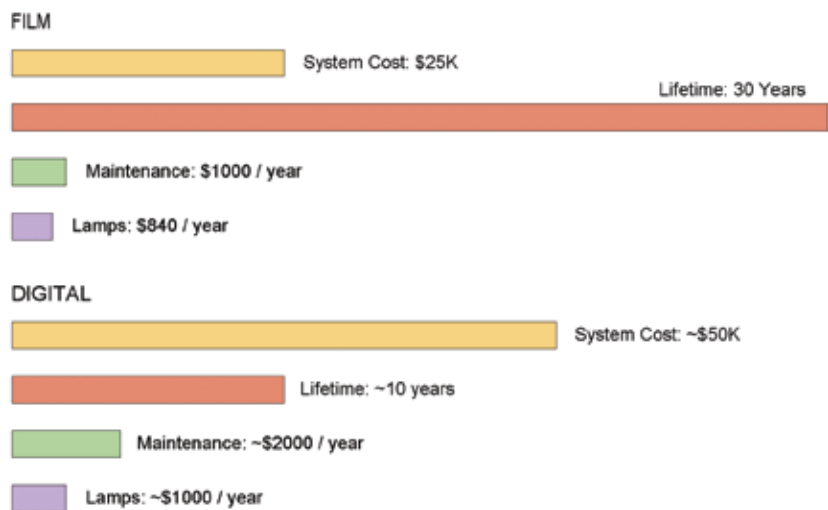 FILM
System Cost: $25K
Lifetime: 30 Years
Maintenance: $1000 / year
Lamps: $840 / year
DIGITAL
System Cost: ~$50K
Lifetime: ~10 years
Maintenance: ~$2000 / year
Lamps: ~$1000 / year